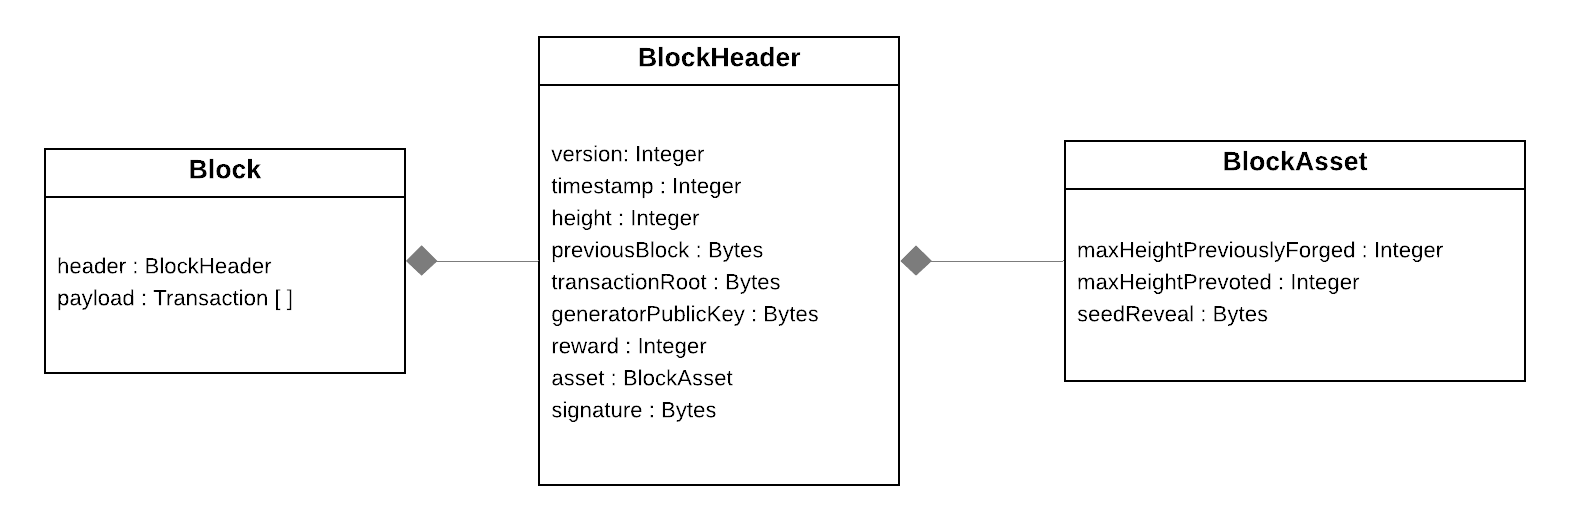 Block
header : BlockHeader
payload : Transaction [ ]
BlockHeader
version: Integer
timestamp : Integer
height : Integer
previousBlock : Bytes
transactionRoot : Bytes
generatorPublicKey : Bytes
reward : Integer
asset : BlockAsset
signature : Bytes
BlockAsset
maxHeightPreviouslyForged : Integer
maxHeightPrevoted : Integer
seedReveal : Bytes